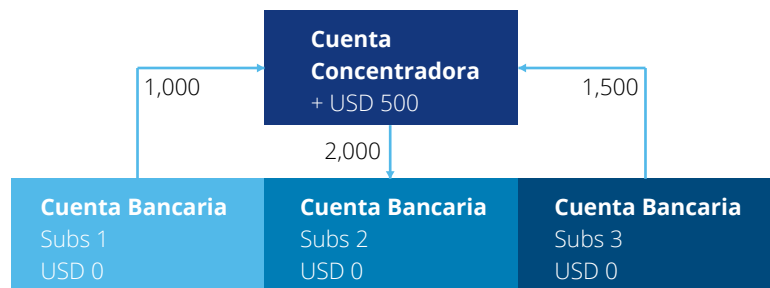 Cuenta
Concentradora
+ USD 500
1,000
1,500
2,000
Cuenta Bancaria
Subs 1
USD 0
Cuenta Bancaria
Subs 2
USD 0
Cuenta Bancaria
Subs 3
USD 0